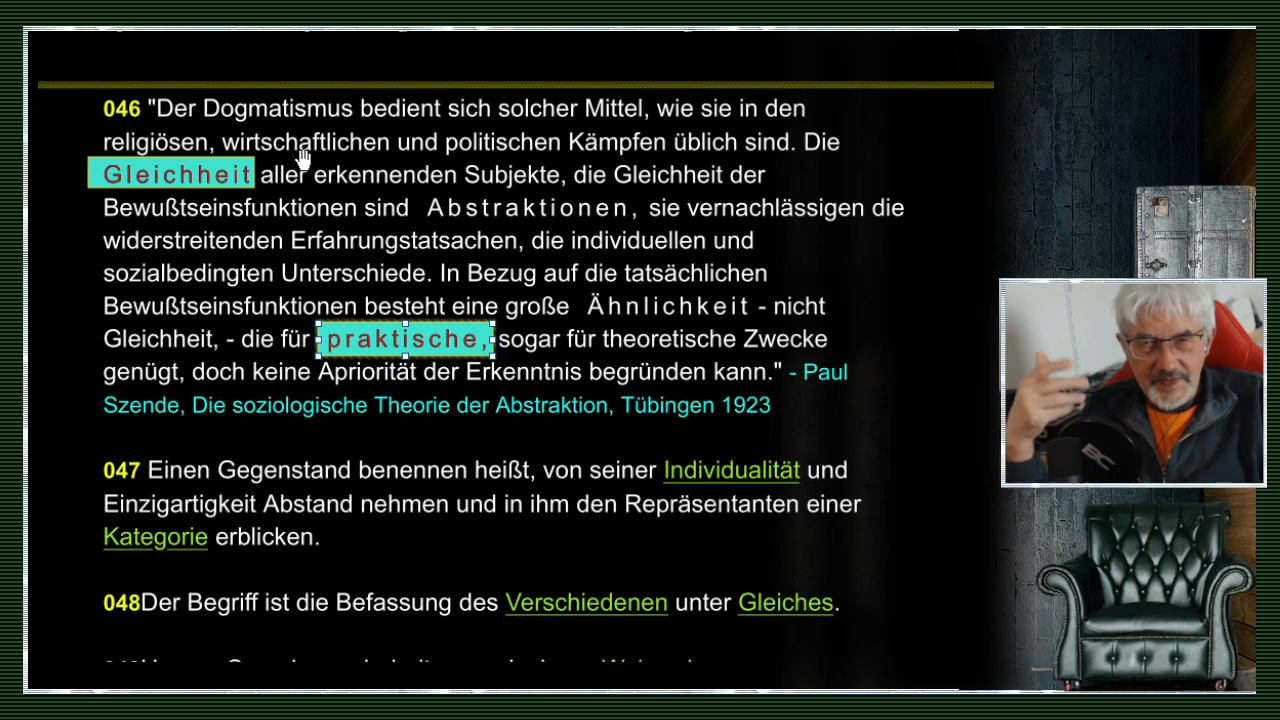 046 "Der Dogmatismus bedient sich solcher Mittel, wie sie in den
religiösen, wirtschaftlichen und politischen Kämpfen üblich sind. Die
Gleichheit aller erkennenden Subjekte, die Gleichheit der
Bewußtseinsfunktionen sind Abstraktionen, sie vernachlässigen die
widerstreitenden Erfahrungstatsachen, die individuellen und
sozialbedingten Unterschiede. In Bezug auf die tatsächlichen
Bewußtseinsfunktionen besteht eine große Ähnlichkeit - nicht
Gleichheit, - die für praktische, sogar für theoretische Zwecke
genügt, doch keine Apriorität der Erkenntnis begründen kann." - Paul
Szende, Die soziologische Theorie der Abstraktion, Tübingen 1923
047 Einen Gegenstand benennen heißt, von seiner Individualität und
Einzigartigkeit Abstand nehmen und in ihm den Repräsentanten einer
Kategorie erblicken.
048Der Begriff ist die Befassung des Verschiedenen unter Gleiches.